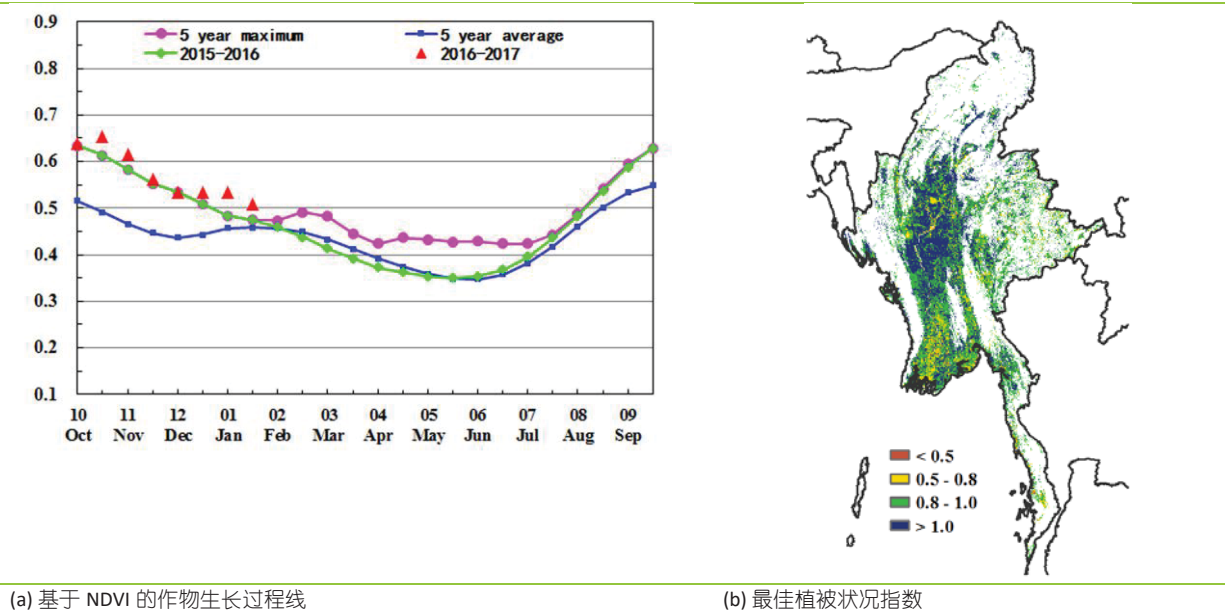 5 year maximum
5 year average
2015-2016
2016-2017
0.9
0.8
0.7
0.6
0.5
0.4
0.3
0.2
0.1
10 11 12 01 02 03 04 05 06 07 08 09
Oct Nov Dec Jan Feb Mar Apr May Jun Jul Aug Sep
< 0.5
0.5 - 0.8
0.8 - 1.0
> 1.0
(a) 基于 NDVI 的作物生长过程线
(b) 最佳植被状况指数